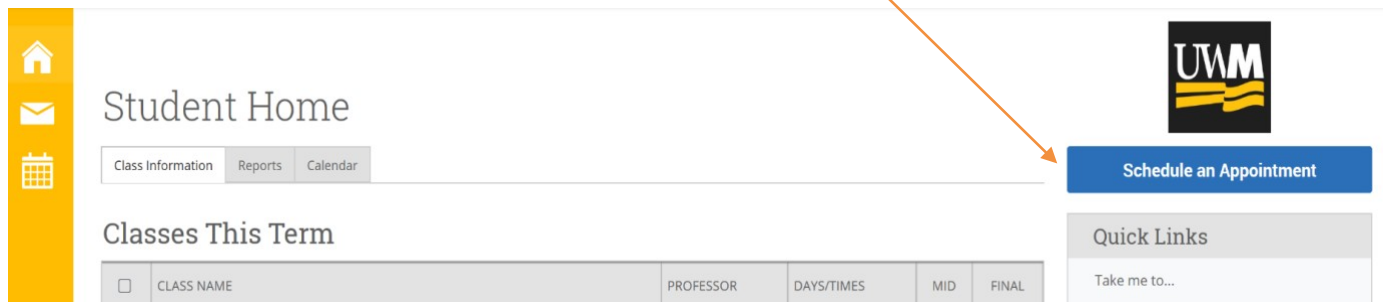 UWM
Student Home
Class Information Reports Calendar
Schedule an Appointment
Classes This Term
Quick Links
CLASS NAME PROFESSOR DAYS/TIMES MID FINAL
Take me to...